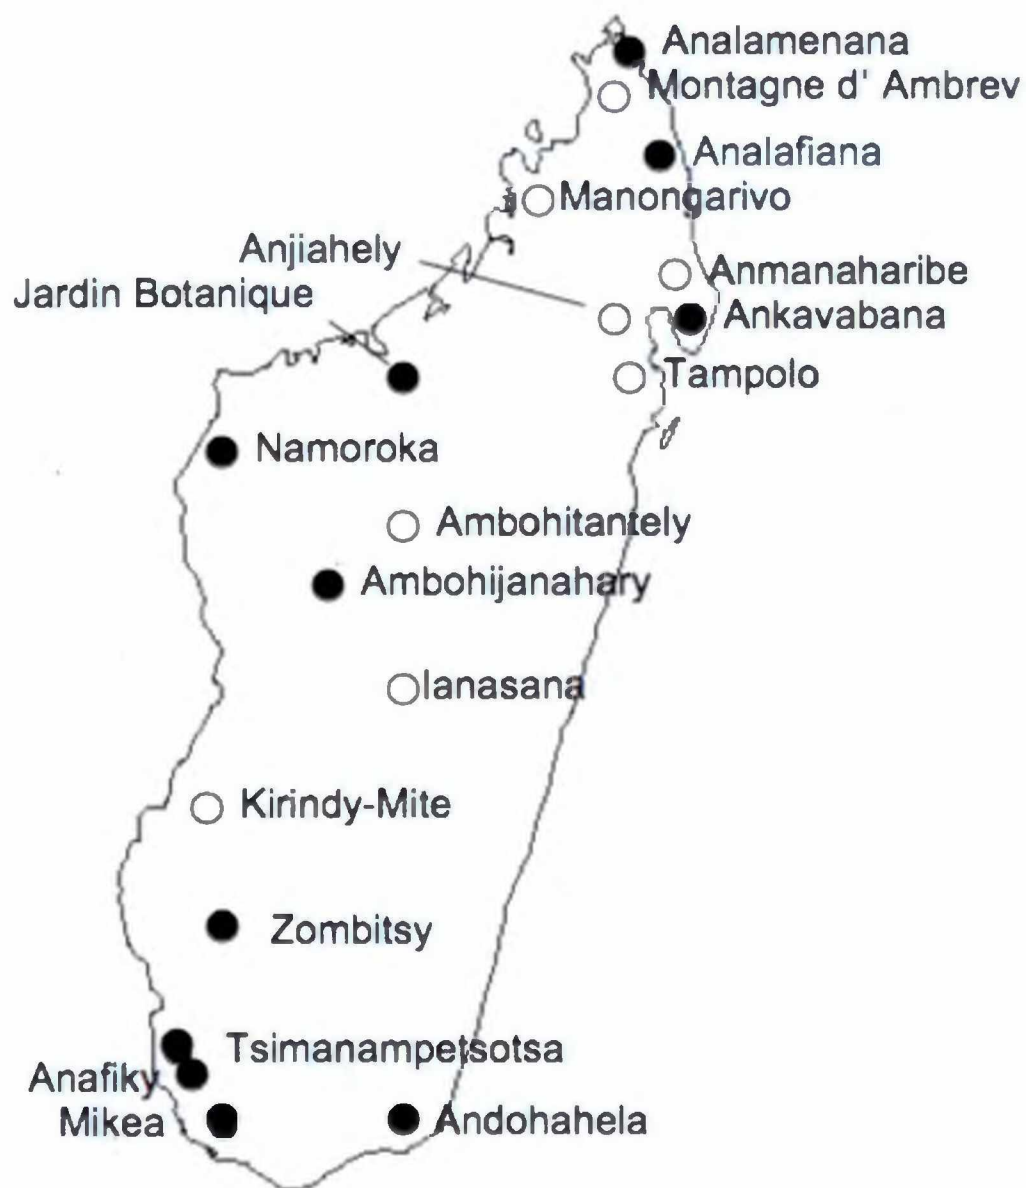 Analamenana
Montagne d' Ambrev
Analafiana
Manongarivo
Anjiahely
Jardin Botanique
Anmanaharibe
Ankavabana
Tampolo
Namoroka
Ambohitantely
Ambohijanahary
Ianasana
Kirindy-Mite
Zombitsy
Tsimanampetsotsa
Anafiky
Mikea
Andohahela